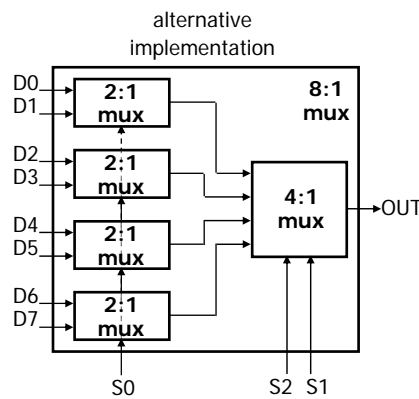 alternative
implementation
D0
D1
2:1
mux
8:1
mux
D2
D3
2:1
mux
4:1
mux
OUT
D4
D5
2:1
mux
D6
D7
2:1
mux
S0
S2
S1